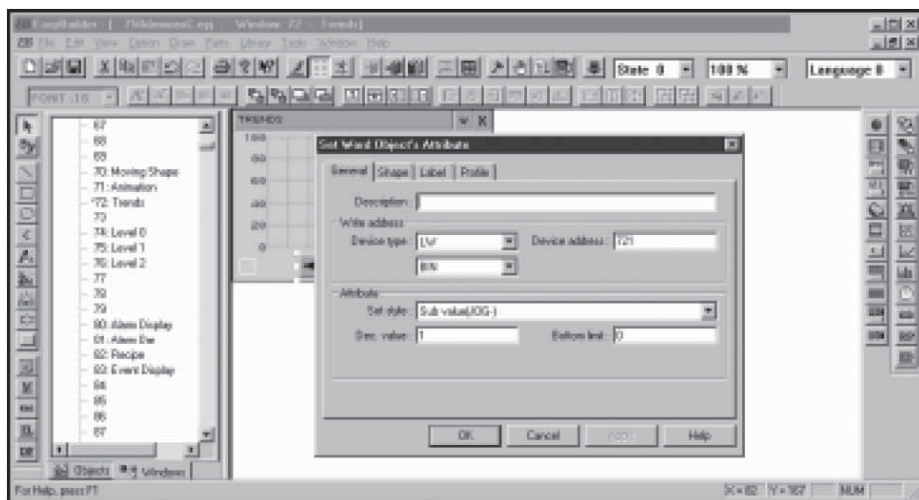 Window 72 - Trends]
File Edit View Option Draw Parts Library Tools Window Help
State 0
100 %
Language 0
FONT :16
67
68
69
70: Moving Shape
71: Animation
*72: Trends
73
74: Level 0
75: Level 1
76: Level 2
77
78
79
80: Alarm Display
81: Alarm Bar
82: Recipe
83: Event Display
84
85
86
87
Objects
Windows
TRENDS
100
80
60
40
20
0
Set Word Object's Attribute
General
Shape
Label
Profile
Description :
Write address
Device type : LW
Device address : 721
BIN
Attribute
Set style : Sub value(JOG-)
Dec. value : 1
Bottom limit : 0
OK
Cancel
Apply
Help
For Help, press F1
X = 82 Y = 167
NUM